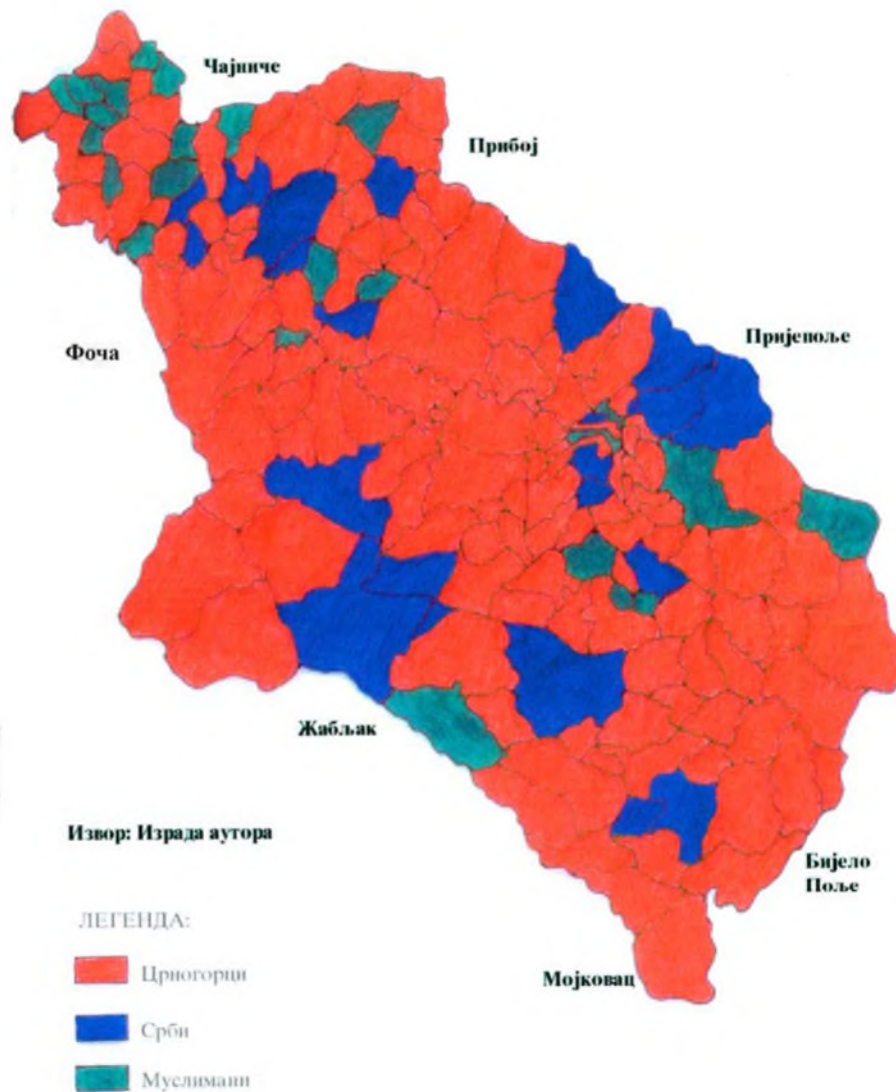 Чајниче
Прибој
Фоча
Пријепоље
Жабљак
Извор: Израда аутора
Бијело
Поље
ЛЕГЕНДА:
Црногорци
Мојковац
Срби
Муслимани